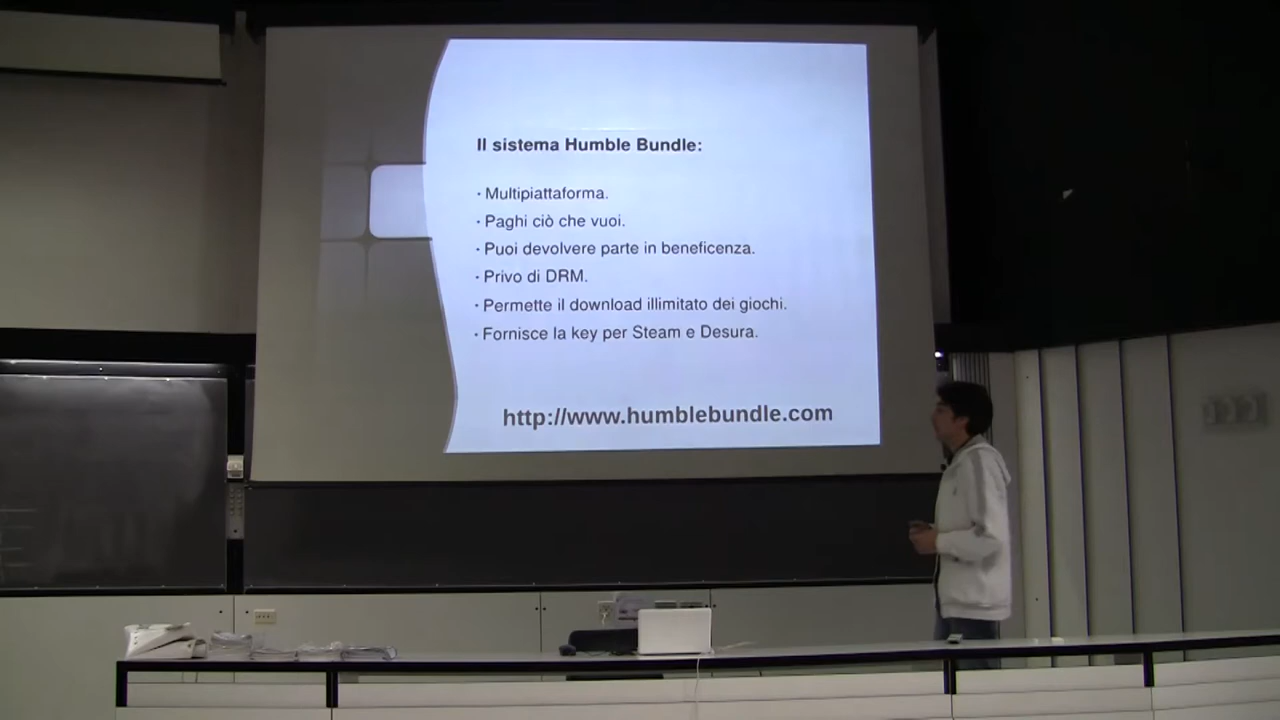 Il sistema Humble Bundle:
· Multipiattaforma.
· Paghi ciò che vuoi.
· Puoi devolvere parte in beneficenza.
· Privo di DRM.
· Permette il download illimitato dei giochi.
· Fornisce la key per Steam e Desura.
http://www.humblebundle.com